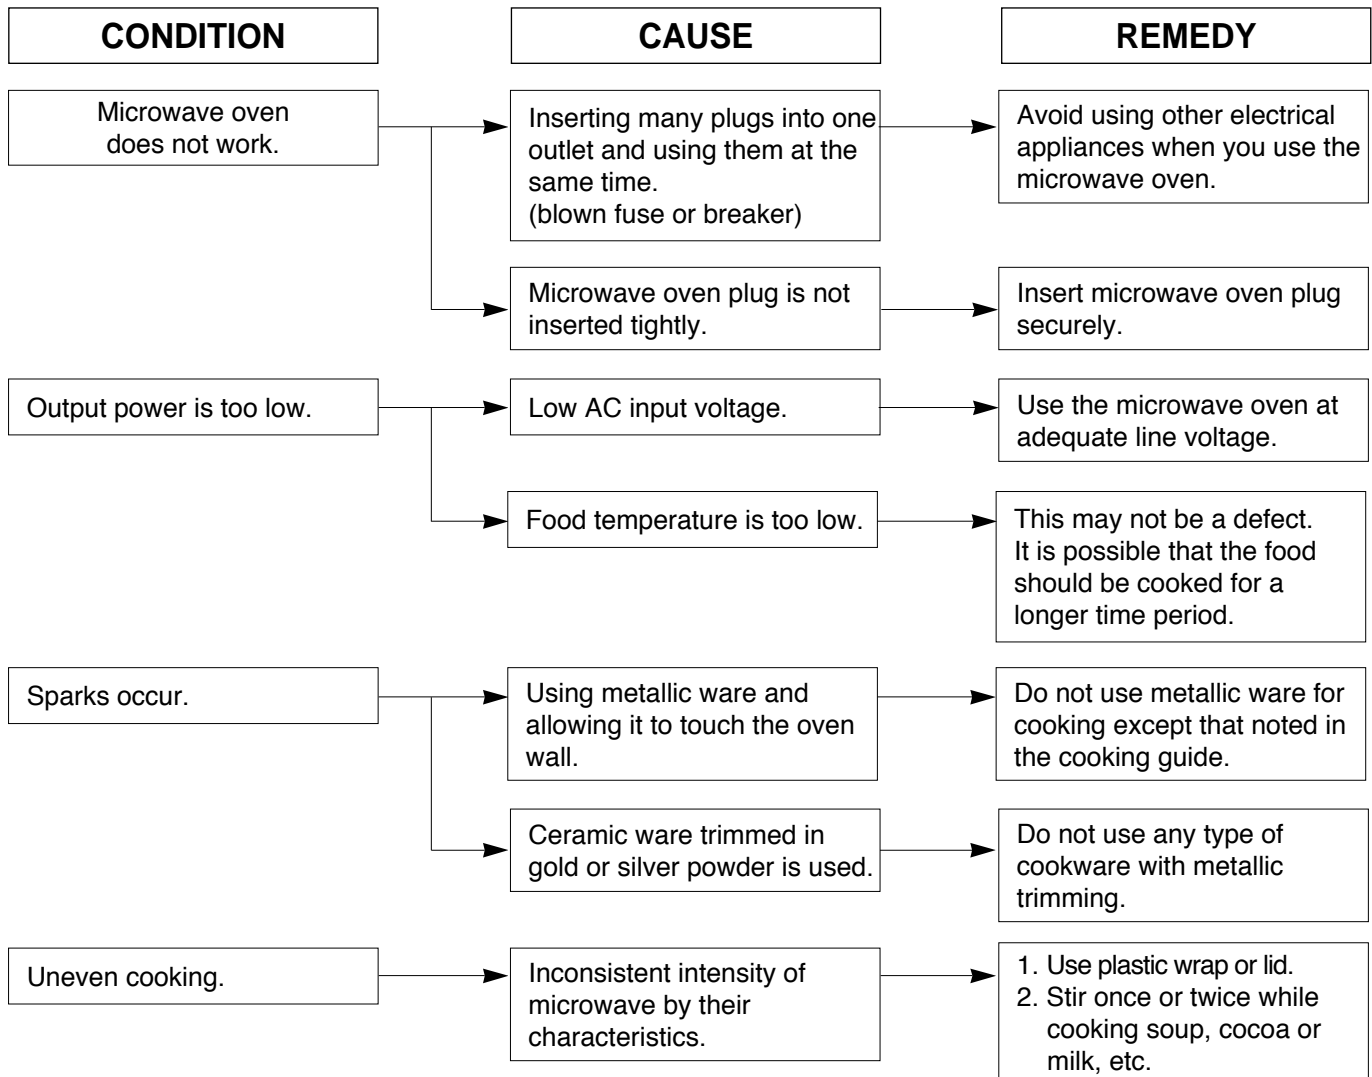 CONDITION
CAUSE
REMEDY
Microwave oven
does not work.
Inserting many plugs into one
outlet and using them at the
same time.
(blown fuse or breaker)
Avoid using other electrical
appliances when you use the
microwave oven.
Microwave oven plug is not
inserted tightly.
Insert microwave oven plug
securely.
Output power is too low.
Low AC input voltage.
Use the microwave oven at
adequate line voltage.
Food temperature is too low.
This may not be a defect.
It is possible that the food
should be cooked for a
longer time period.
Sparks occur.
Using metallic ware and
allowing it to touch the oven
wall.
Do not use metallic ware for
cooking except that noted in
the cooking guide.
Ceramic ware trimmed in
gold or silver powder is used.
Do not use any type of
cookware with metallic
trimming.
Uneven cooking.
Inconsistent intensity of
microwave by their
characteristics.
1. Use plastic wrap or lid.
2. Stir once or twice while
cooking soup, cocoa or
milk, etc.